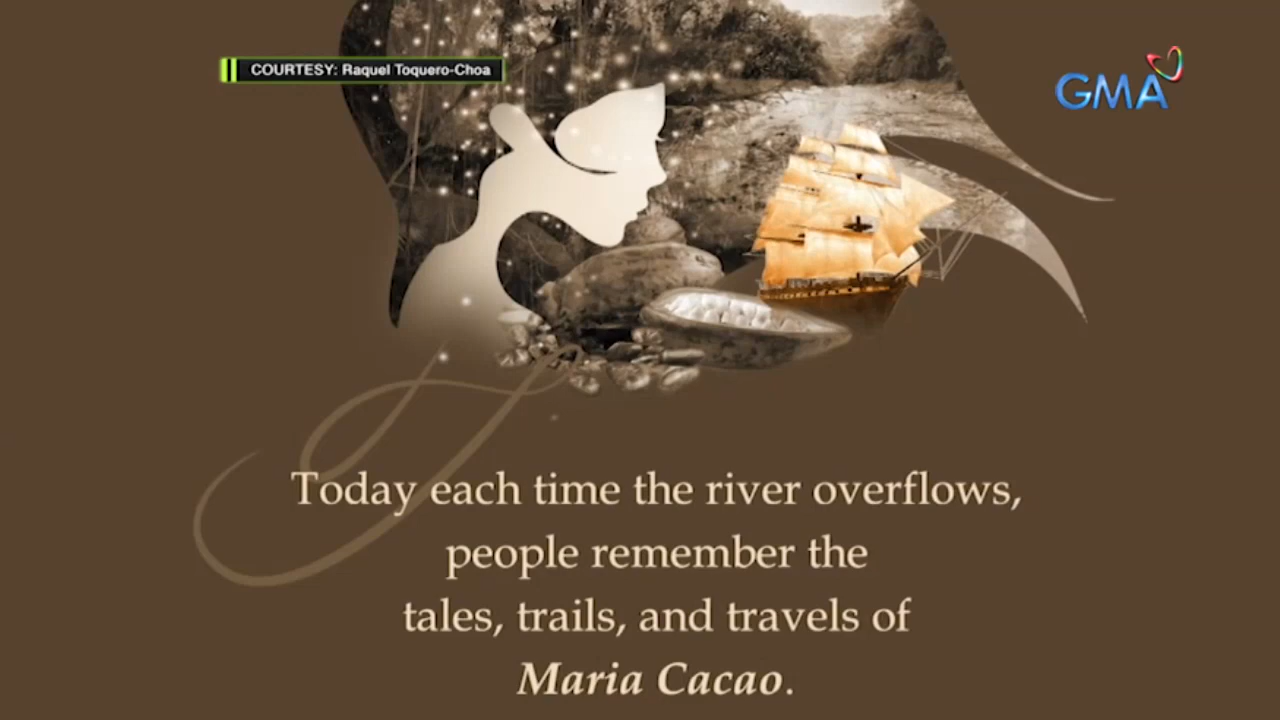 COURTESY: Raquel Toquero-Choa
GMA
Today each time the river overflows,
people remember the
tales, trails, and travels of
Maria Cacao.